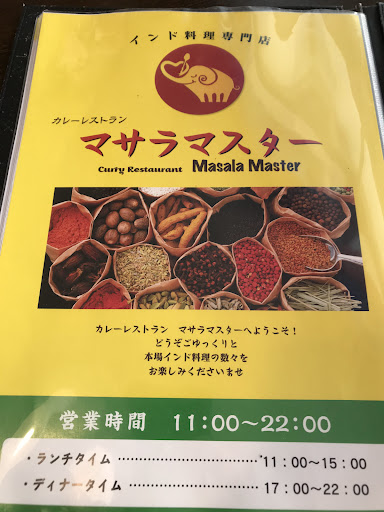 インド料理専門店
カレーレストラン
マサラマスター
Curry Restaurant Masala Master
カレーレストラン マサラマスターへようこそ！
どうぞごゆっくりと
本場インド料理の数々を
お楽しみくださいませ
営業時間 11:00～22:00
・ランチタイム ……………………………… 11：00～15：00
・ディナータイム …………………………… 17：00～22：00